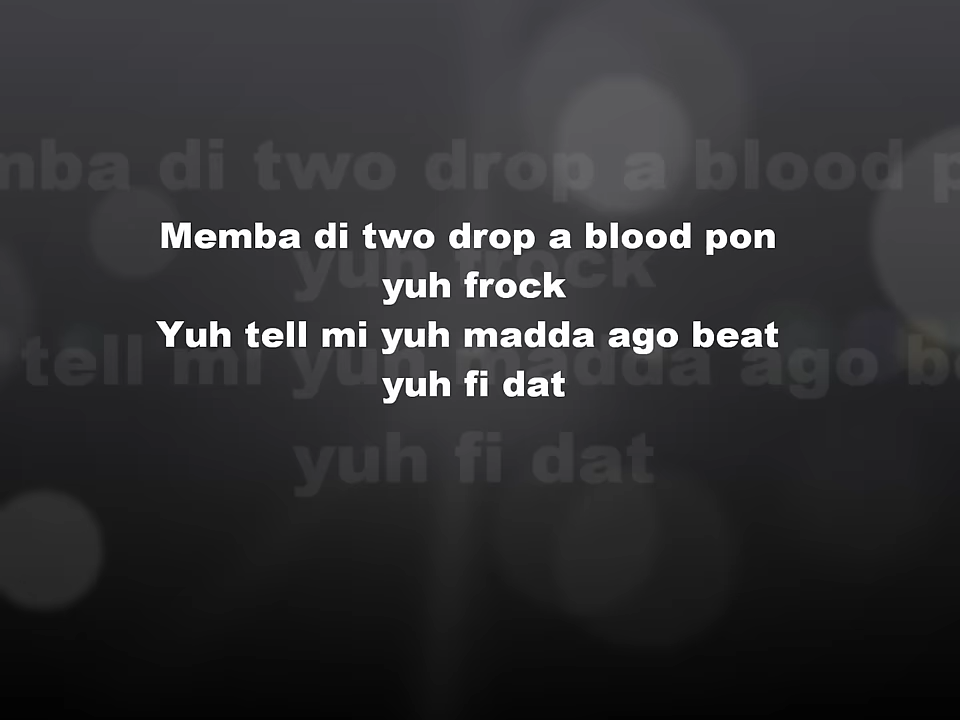 Memba di two drop a blood pon
yuh frock
Yuh tell mi yuh madda ago beat
yuh fi dat